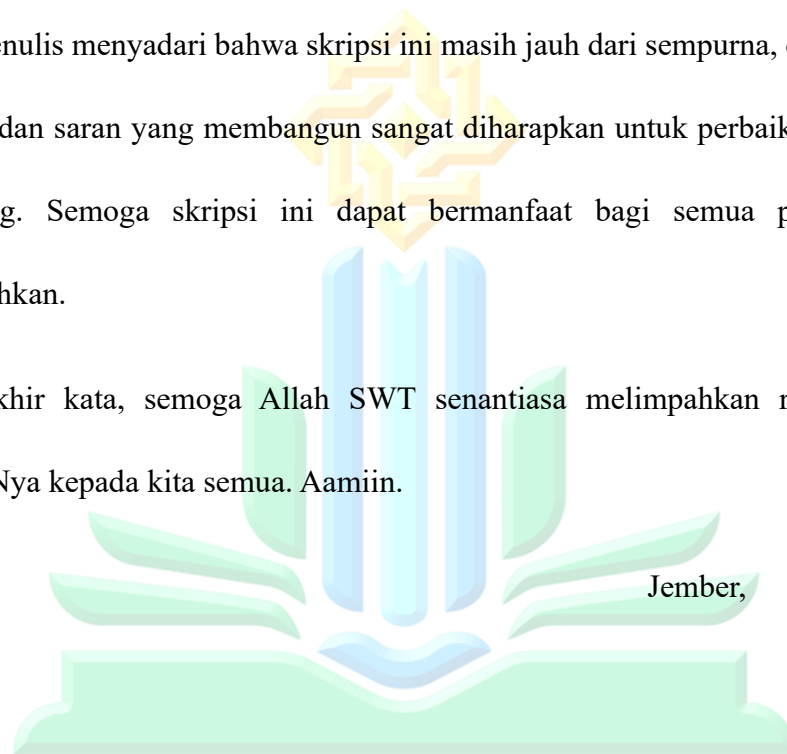 enulis menyadari bahwa skripsi ini masih jauh dari sempurna,
dan saran yang membangun sangat diharapkan untuk perbaik
g. Semoga skripsi ini dapat bermanfaat bagi semua p
hkan.
khir kata, semoga Allah SWT senantiasa melimpahkan
Nya kepada kita semua. Aamiin.
Jember,